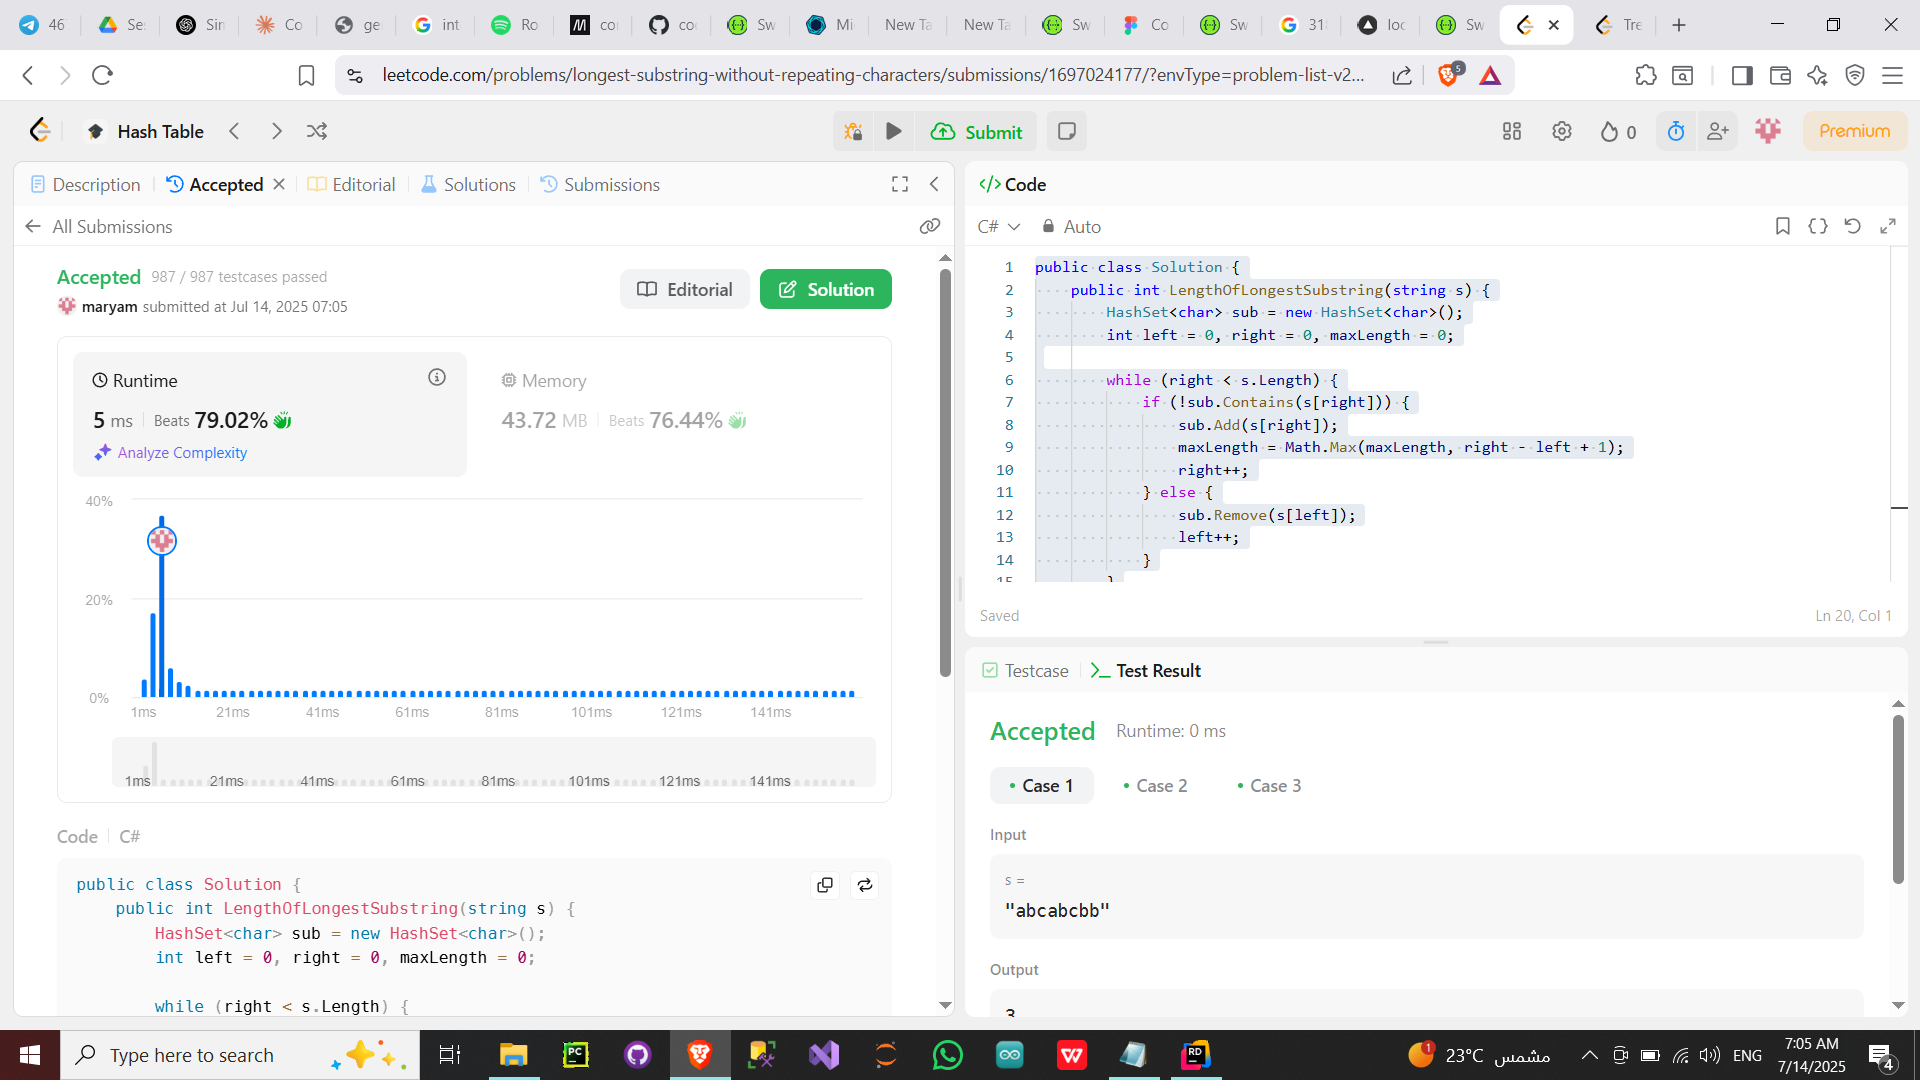 46
Se
Sin
Co
ge
int
Ro
co
coc
Sw
Mi
New Ta
New Ta
Sw
Co
Sw
31
loc
Sw
Tre
leetcode.com/problems/longest-substring-without-repeating-characters/submissions/1697024177/?envType=problem-list-v2...
5
Hash Table
Submit
0
Premium
Description
Accepted
Editorial
Solutions
Submissions
All Submissions
Accepted 987 / 987 testcases passed
maryam submitted at Jul 14, 2025 07:05
Editorial
Solution
Runtime
5 ms Beats 79.02%
Analyze Complexity
Memory
43.72 MB Beats 76.44%
40%
20%
0%
1ms 21ms 41ms 61ms 81ms 101ms 121ms 141ms
1ms 21ms 41ms 61ms 81ms 101ms 121ms 141ms
Code C#
public class Solution {
public int LengthOfLongestSubstring(string s) {
HashSet<char> sub = new HashSet<char>();
int left = 0, right = 0, maxLength = 0;
while (right < s.Length) {
</> Code
C# Auto
1 public class Solution {
2 public int LengthOfLongestSubstring(string s) {
3 HashSet<char> sub = new HashSet<char>();
4 int left = 0, right = 0, maxLength = 0;
5
6 while (right < s.Length) {
7 if (!sub.Contains(s[right])) {
8 sub.Add(s[right]);
9 maxLength = Math.Max(maxLength, right - left + 1);
10 right++;
11 } else {
12 sub.Remove(s[left]);
13 left++;
14 }
15 }
Saved
Ln 20, Col 1
Testcase
Test Result
Accepted Runtime: 0 ms
Case 1
Case 2
Case 3
Input
s =
"abcabcbb"
Output
3
Type here to search
PC
RD
1
23°C مشمس
ENG
7:05 AM
7/14/2025
4